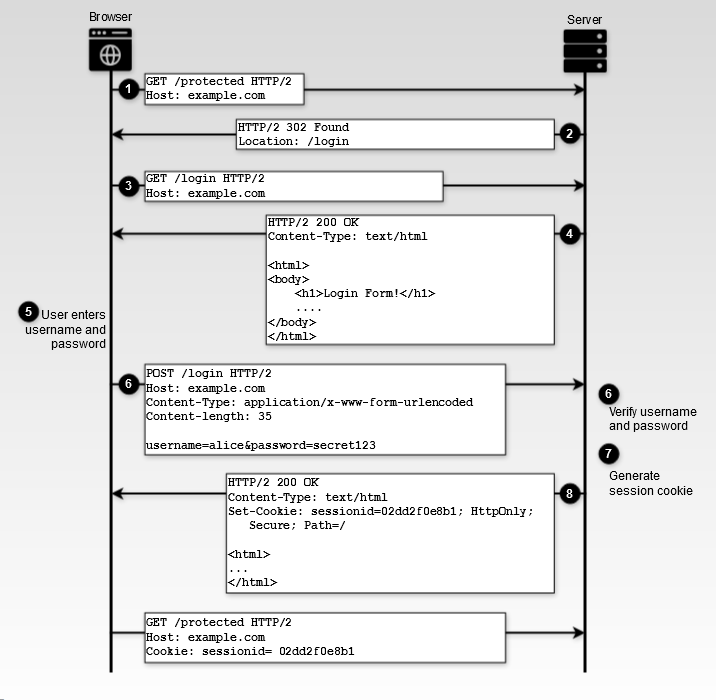 Browser
Server
1
GET /protected HTTP/2
Host: example.com
HTTP/2 302 Found
Location: /login
2
3
GET /login HTTP/2
Host: example.com
HTTP/2 200 OK
Content-Type: text/html
<html>
<body>
<h1>Login Form!</h1>
....
</body>
</html>
4
5 User enters
username and
password
6
POST /login HTTP/2
Host: example.com
Content-Type: application/x-www-form-urlencoded
Content-length: 35
username=alice&password=secret123
6
Verify username
and password
7
Generate
session cookie
HTTP/2 200 OK
Content-Type: text/html
Set-Cookie: sessionid=02dd2f0e8b1; HttpOnly;
Secure; Path=/
<html>
...
</html>
8
GET /protected HTTP/2
Host: example.com
Cookie: sessionid= 02dd2f0e8b1